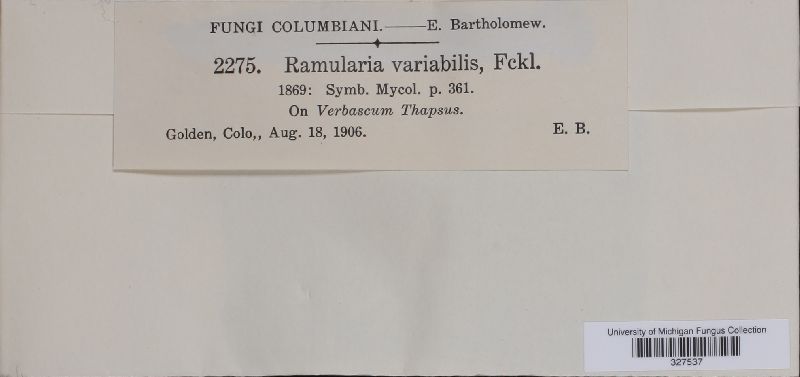 FUNGI COLUMBIANI.——E. Bartholomew.
2275. Ramularia variabilis, Fckl.
1869: Symb. Mycol. p. 361.
On Verbascum Thapsus.
Golden, Colo,, Aug. 18, 1906. E. B.
University of Michigan Fungus Collection
327537